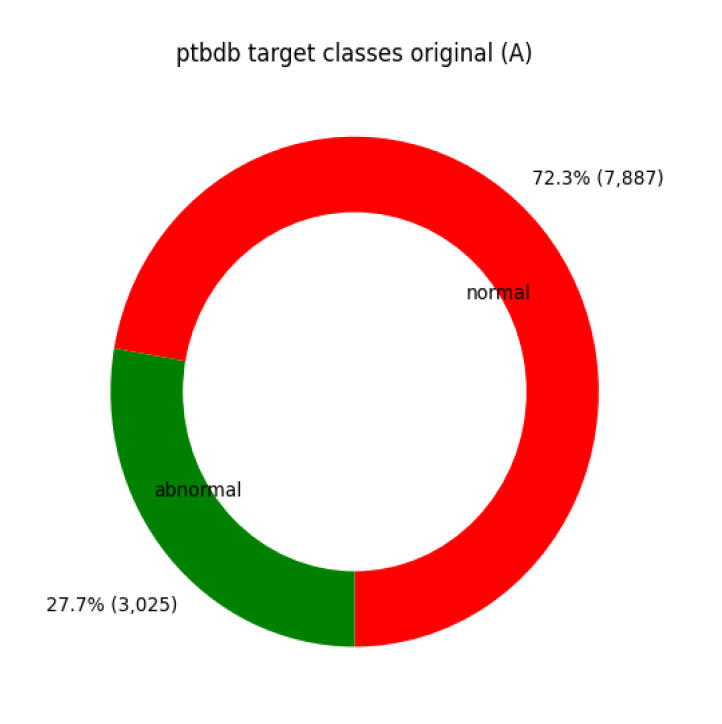 ptbdb target classes original (A)
72.3% (7,887)
normal
abnormal
27.7% (3,025)